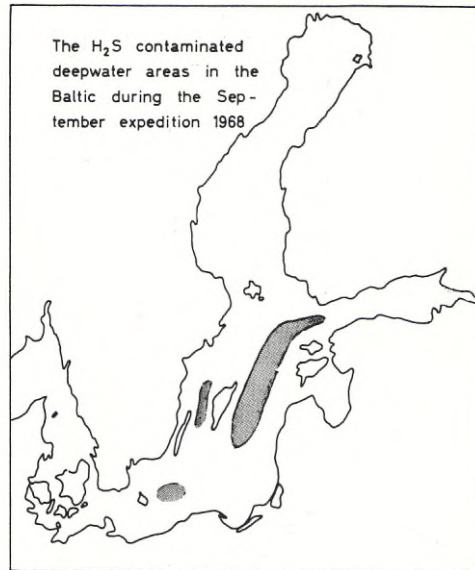 The H₂S contaminated
deepwater areas in the
Baltic during the Sep-
tember expedition 1968